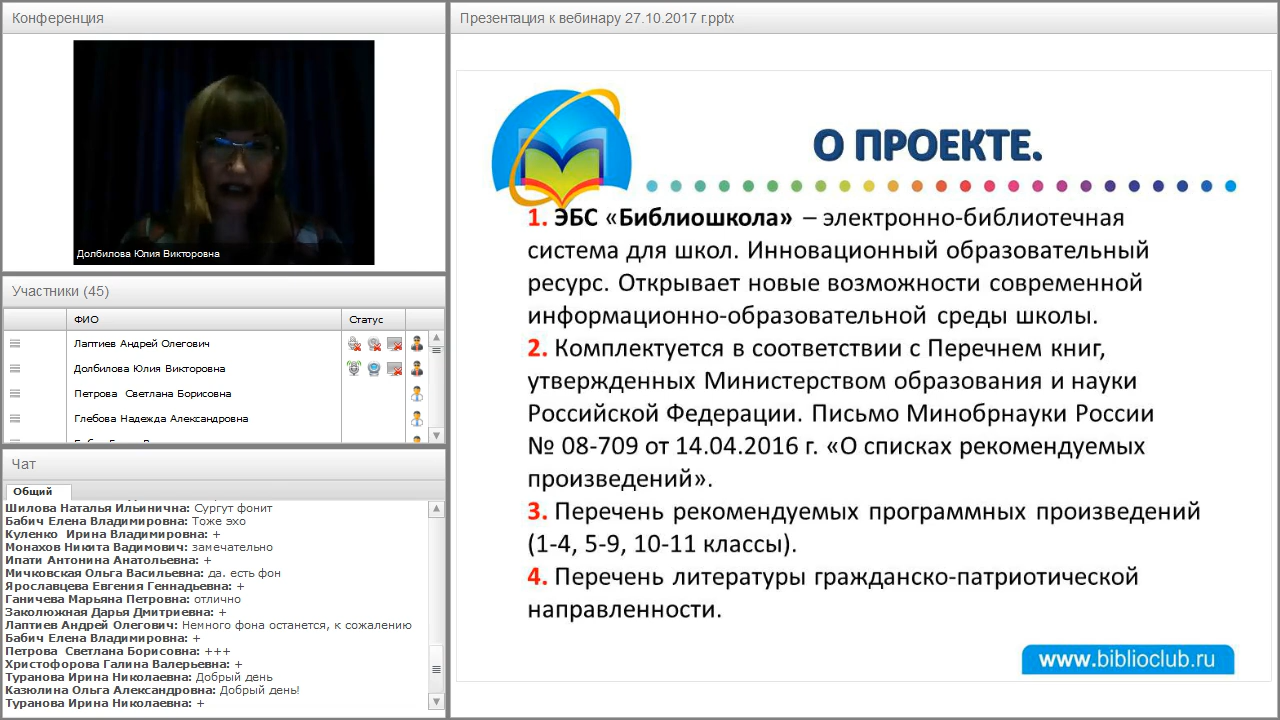 Конференция
Долбилова Юлия Викторовна
Участники (45)
ФИО
Статус
Лаптиев Андрей Олегович
Долбилова Юлия Викторовна
Петрова Светлана Борисовна
Глебова Надежда Александровна
Чат
Общий
Шилова Наталья Ильинична: Сургут фонит
Бабич Елена Владимировна: Тоже эхо
Куленко Ирина Владимировна: +
Монахов Никита Вадимович: замечательно
Ипати Антонина Анатольевна: +
Мичковская Ольга Васильевна: да. есть фон
Ярославцева Евгения Геннадьевна: +
Ганичева Марьяна Петровна: отлично
Заколюжная Дарья Дмитриевна: +
Лаптиев Андрей Олегович: Немного фона останется, к сожалению
Бабич Елена Владимировна: +
Петрова Светлана Борисовна: +++
Христофорова Галина Валерьевна: +
Туранова Ирина Николаевна: Добрый день
Казюлина Ольга Александровна: Добрый день!
Туранова Ирина Николаевна: +
Презентация к вебинару 27.10.2017 г.pptx
О ПРОЕКТЕ.
1. ЭБС «Библиошкола» – электронно-библиотечная
система для школ. Инновационный образовательный
ресурс. Открывает новые возможности современной
информационно-образовательной среды школы.
2. Комплектуется в соответствии с Перечнем книг,
утвержденных Министерством образования и науки
Российской Федерации. Письмо Минобрнауки России
№ 08-709 от 14.04.2016 г. «О списках рекомендуемых
произведений».
3. Перечень рекомендуемых программных произведений
(1-4, 5-9, 10-11 классы).
4. Перечень литературы гражданско-патриотической
направленности.
www.biblioclub.ru